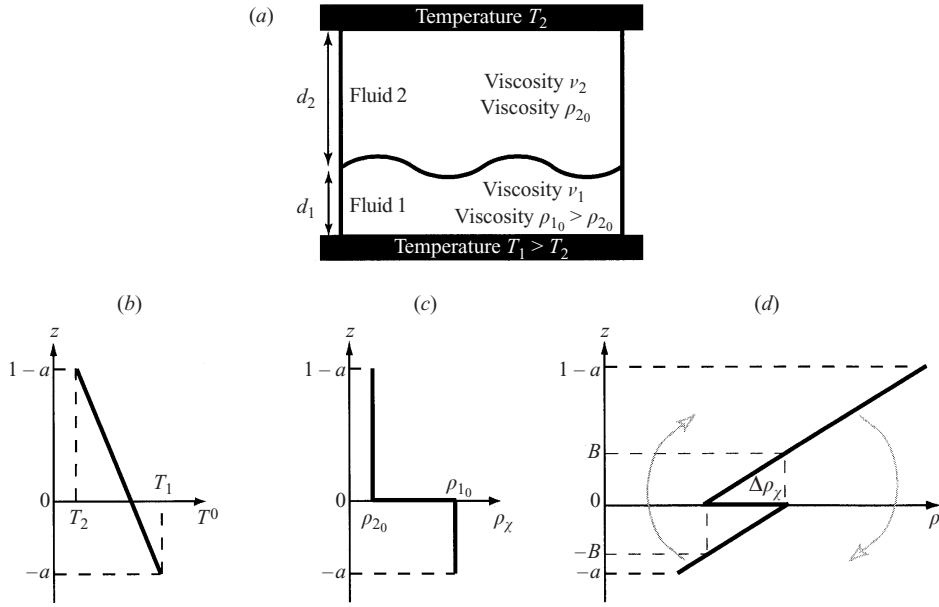 (a)
Temperature T₂
d₂
Fluid 2
Viscosity ν₂
Viscosity ρ₂₀
d₁
Fluid 1
Viscosity ν₁
Viscosity ρ₁₀ > ρ₂₀
Temperature T₁ > T₂
(b)
z
1 – a
0
T₁
T₂
T⁰
–a
(c)
z
1 – a
0
ρ₁₀
ρ₂₀
ρᵪ
–a
(d)
z
1 – a
B
Δρᵪ
0
ρ
–B
–a